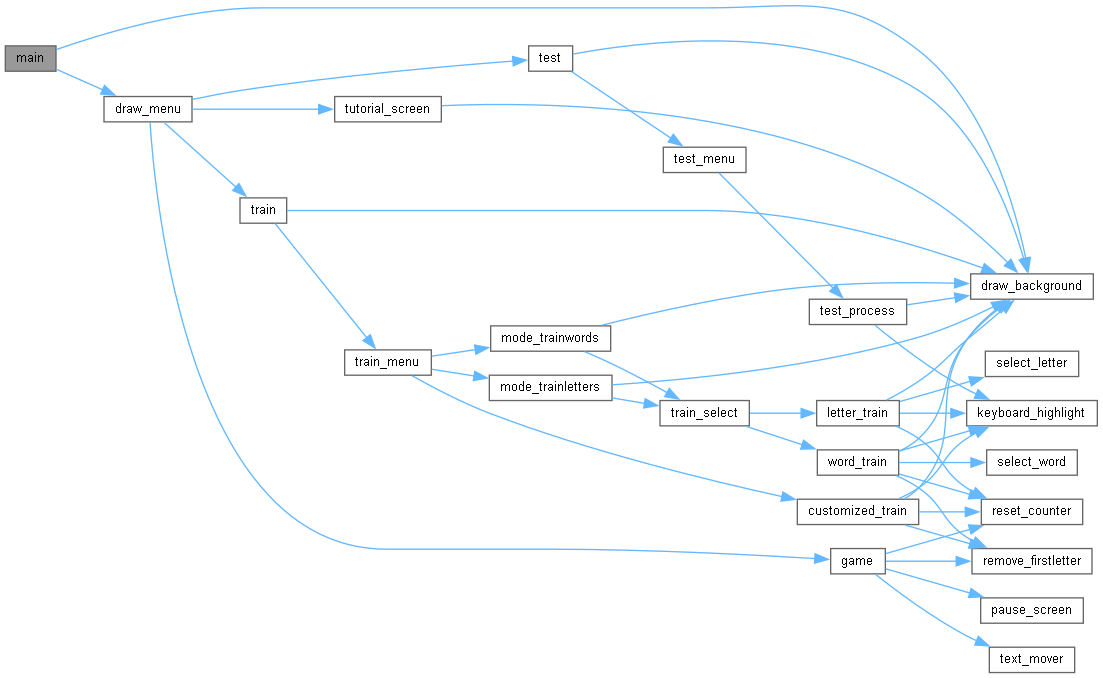 main
draw_menu
test
tutorial_screen
test_menu
train
draw_background
test_process
mode_trainwords
train_menu
select_letter
mode_trainletters
train_select
letter_train
keyboard_highlight
word_train
select_word
customized_train
reset_counter
game
remove_firstletter
pause_screen
text_mover